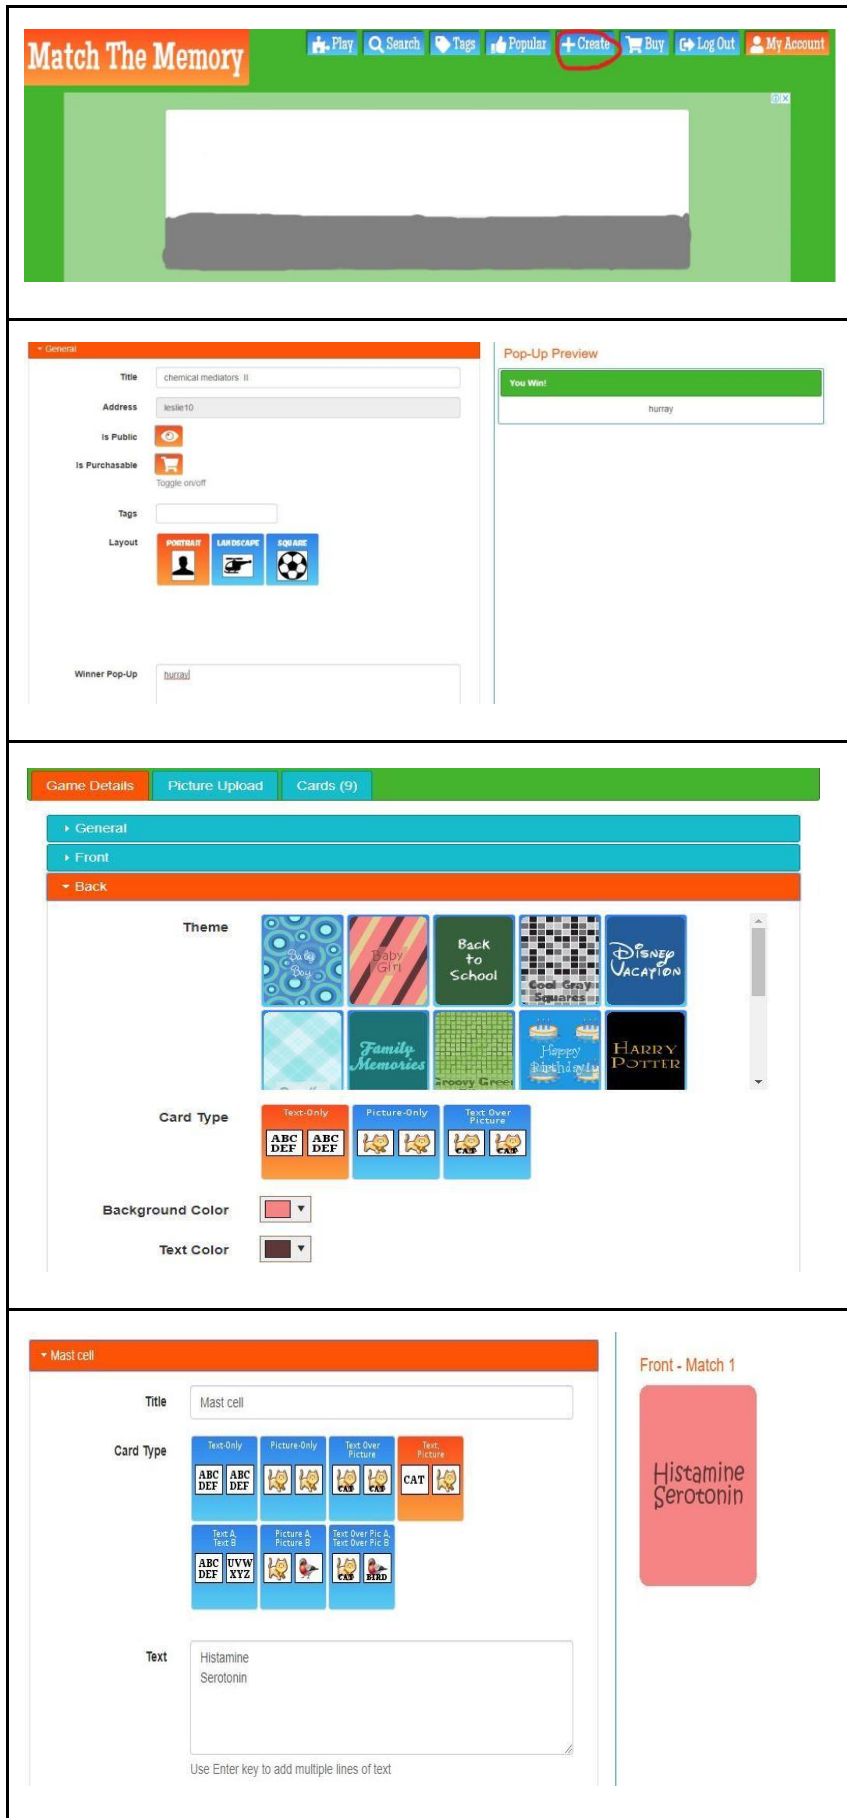 Match The Memory
Play Search Tags Popular Create Buy Log Out My Account
General
Title chemical mediators II
Address leslie10
Is Public
Is Purchasable
Toggle on/off
Tags
Layout PORTRAIT LANDSCAPE SQUARE
Winner Pop-Up hurray
Pop-Up Preview
You Win!
hurray
Game Details Picture Upload Cards (9)
General
Front
Back
Theme
Baby Boy
Baby Girl
Back to School
Cool Gray Squares
Disney Vacation
Family Memories
Groovy Green
Happy Birthday!
Harry Potter
Card Type
Text-Only
ABC DEF ABC DEF
Picture-Only
Text Over Picture
CAT CAT
Background Color
Text Color
Mast cell
Title Mast cell
Card Type
Text-Only
ABC DEF ABC DEF
Picture-Only
Text Over Picture
CAT CAT
Text, Picture
CAT
Text A, Text B
ABC DEF UVW XYZ
Picture A, Picture B
Text Over Pic A, Text Over Pic B
CAT BIRD
Text
Histamine
Serotonin
Use Enter key to add multiple lines of text
Front - Match 1
Histamine
Serotonin